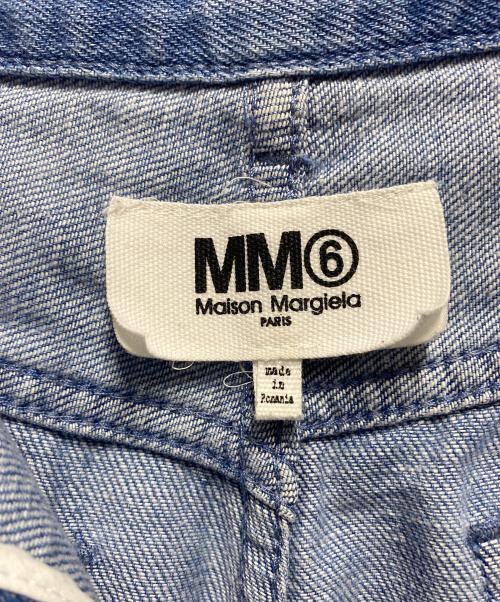 MM⑥
Maison Margiela
PARIS
made
in
Romania